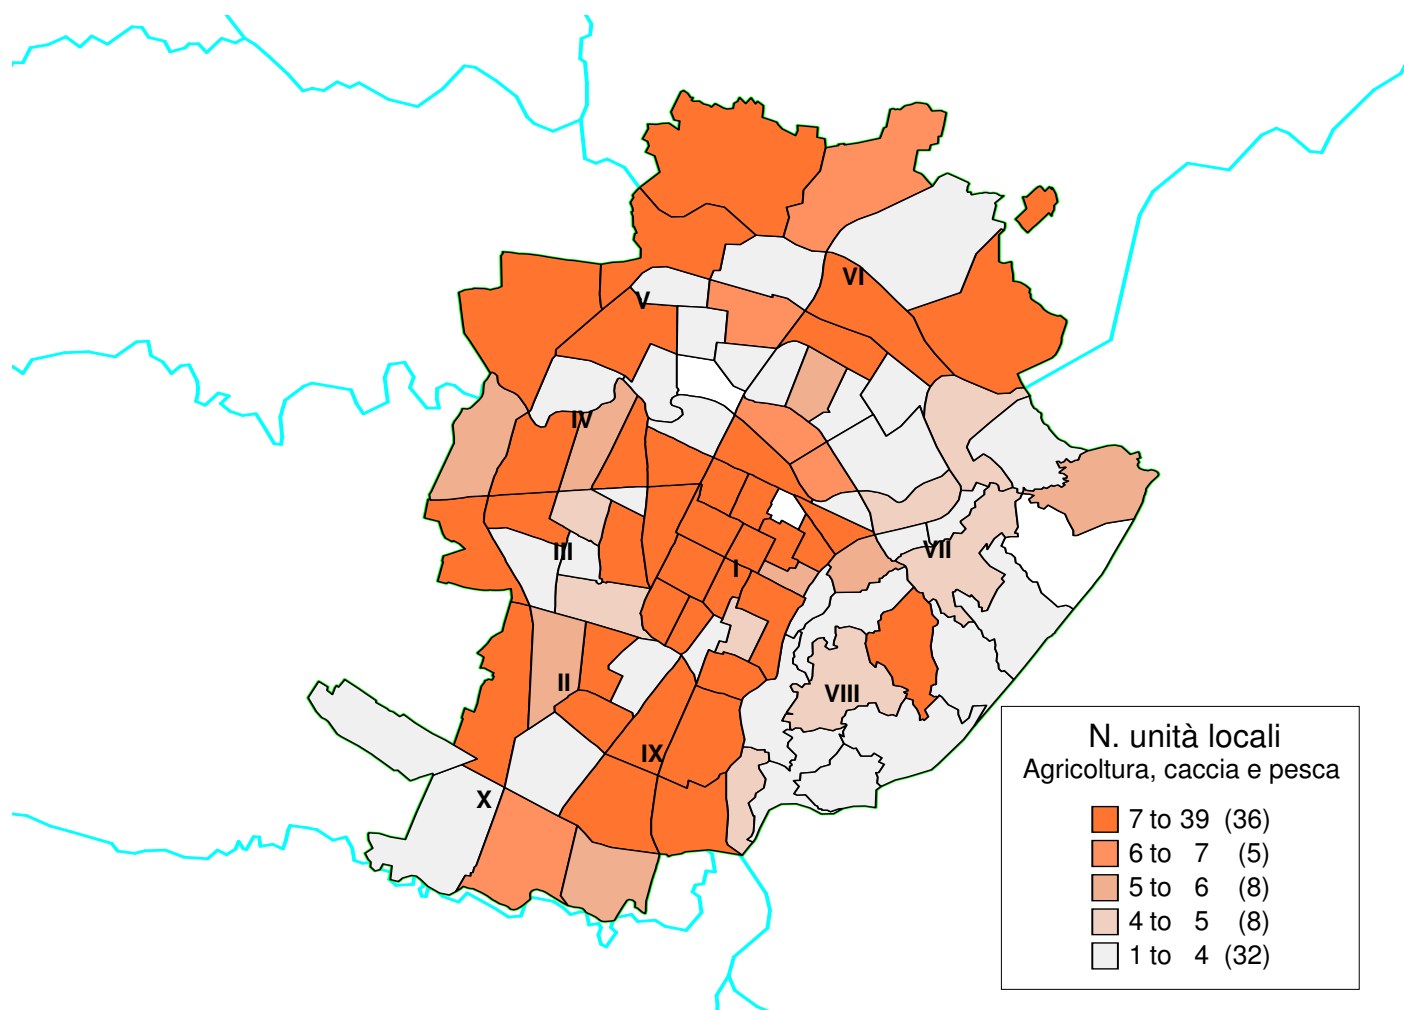 VI
V
IV
III
VII
I
II
VIII
IX
X
N. unità locali
Agricoltura, caccia e pesca
7 to 39 (36)
6 to 7 (5)
5 to 6 (8)
4 to 5 (8)
1 to 4 (32)